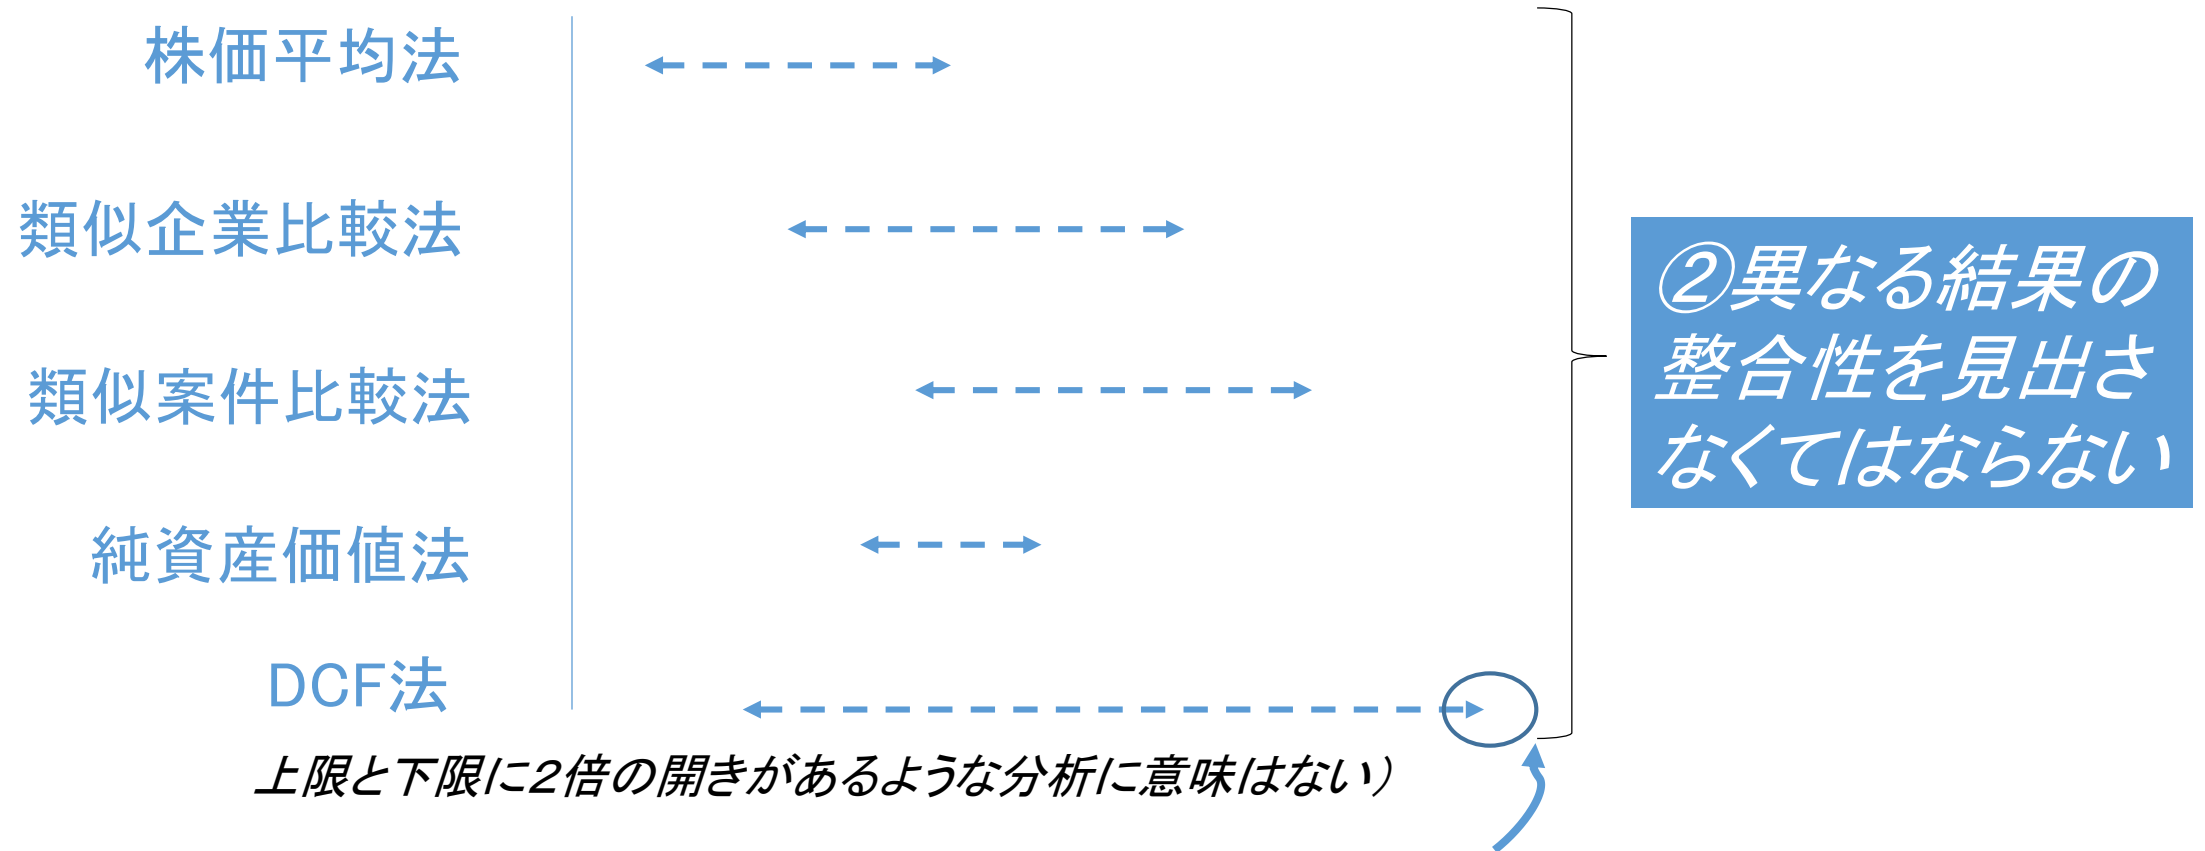 株価平均法
類似企業比較法
類似案件比較法
純資産価値法
DCF法
上限と下限に２倍の開きがあるような分析に意味はない）
②異なる結果の
整合性を見出さ
なくてはならない